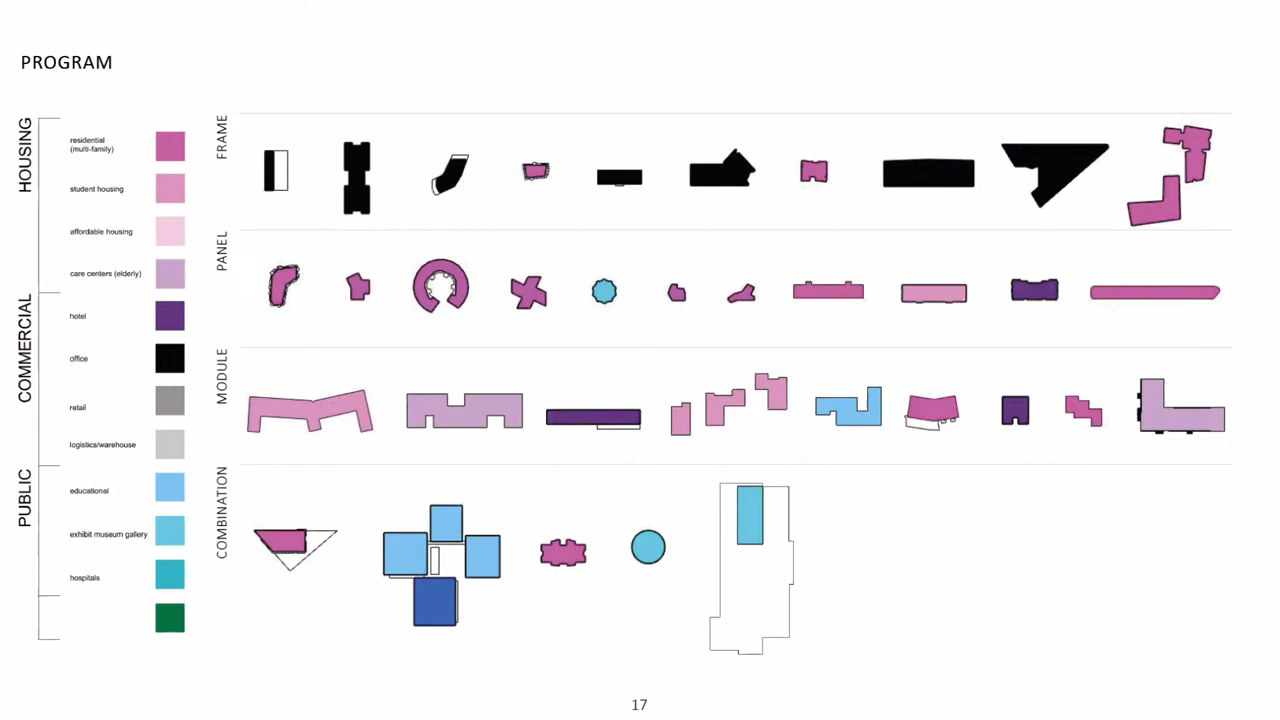 PROGRAM
HOUSING
residential
(multi-family)
student housing
affordable housing
care centers (elderly)
COMMERCIAL
hotel
office
retail
logistics/warehouse
PUBLIC
educational
exhibit museum gallery
hospitals
FRAME
PANEL
MODULE
COMBINATION
17